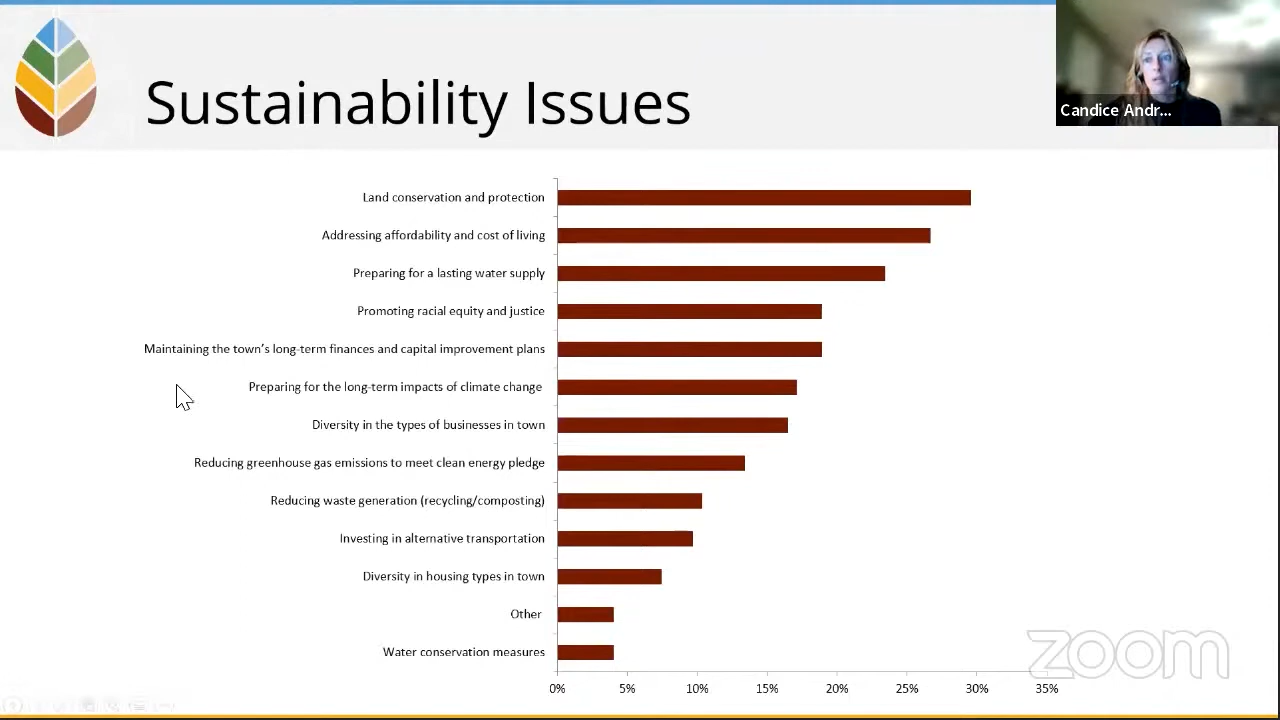 Sustainability Issues
Candice Andr...
Land conservation and protection
Addressing affordability and cost of living
Preparing for a lasting water supply
Promoting racial equity and justice
Maintaining the town's long-term finances and capital improvement plans
Preparing for the long-term impacts of climate change
Diversity in the types of businesses in town
Reducing greenhouse gas emissions to meet clean energy pledge
Reducing waste generation (recycling/composting)
Investing in alternative transportation
Diversity in housing types in town
Other
Water conservation measures
0% 5% 10% 15% 20% 25% 30% 35%
zoom